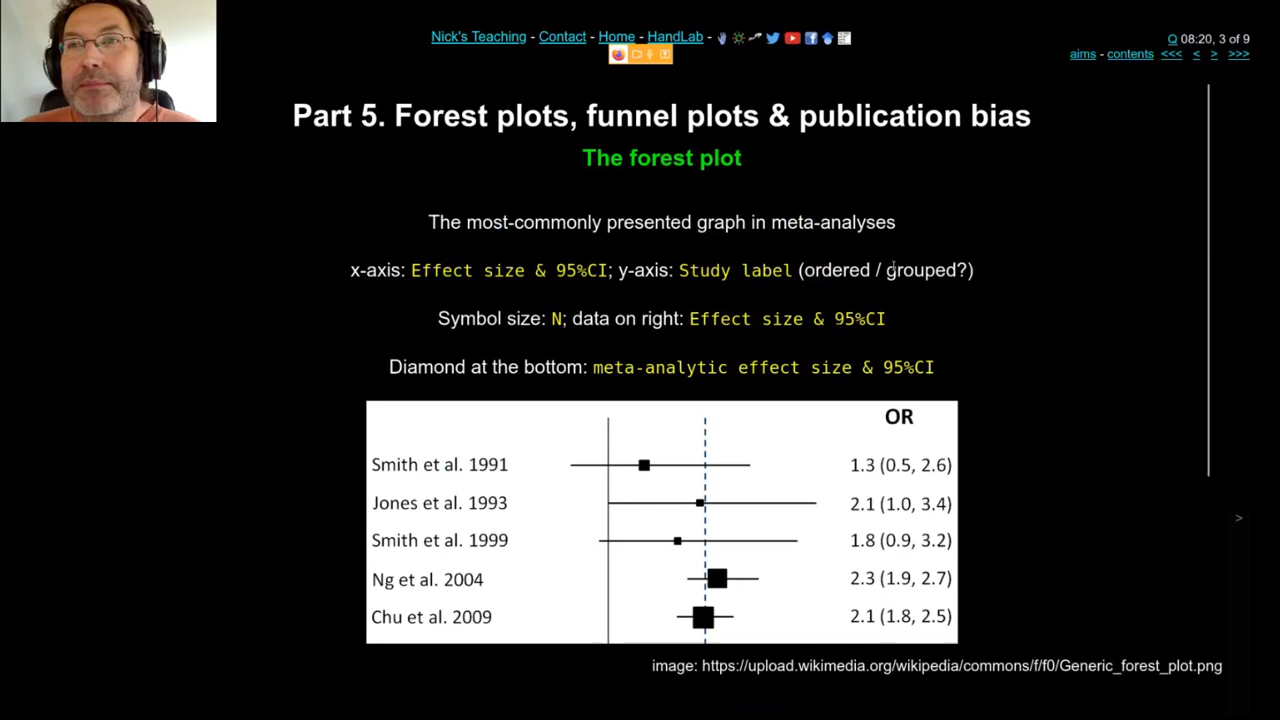 Nick's Teaching - Contact - Home - HandLab -
Q 08:20, 3 of 9
aims - contents <<< < > >>>
Part 5. Forest plots, funnel plots & publication bias
The forest plot
The most-commonly presented graph in meta-analyses
x-axis: Effect size & 95%CI; y-axis: Study label (ordered / grouped?)
Symbol size: N; data on right: Effect size & 95%CI
Diamond at the bottom: meta-analytic effect size & 95%CI
OR
Smith et al. 1991 1.3 (0.5, 2.6)
Jones et al. 1993 2.1 (1.0, 3.4)
Smith et al. 1999 1.8 (0.9, 3.2)
Ng et al. 2004 2.3 (1.9, 2.7)
Chu et al. 2009 2.1 (1.8, 2.5)
>
image: https://upload.wikimedia.org/wikipedia/commons/f/f0/Generic_forest_plot.png